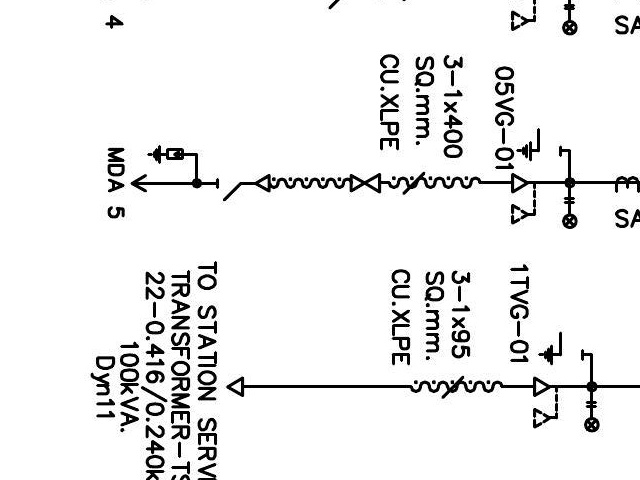 4
SA
3-1x400
SQ.mm.
CU.XLPE
05VG-01
MDA 5
SA
3-1x95
SQ.mm.
CU.XLPE
1TVG-01
TO STATION SERVI
TRANSFORMER-TS
22-0.416/0.240k
100kVA.
Dyn11